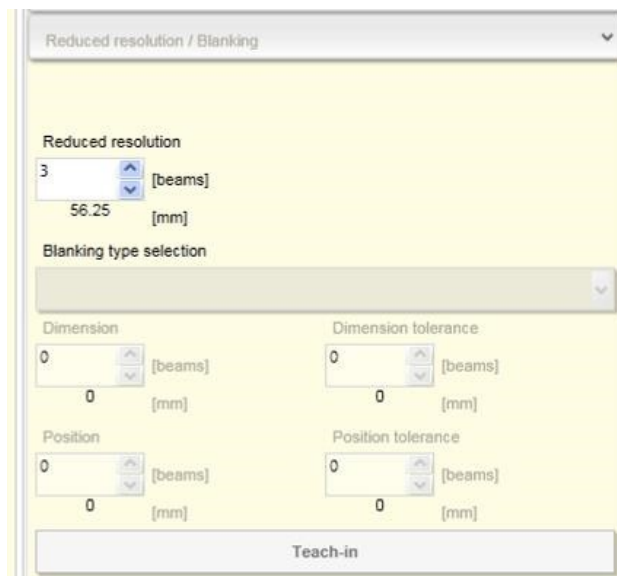 Reduced resolution / Blanking
Reduced resolution
3 [beams]
56.25 [mm]
Blanking type selection
Dimension Dimension tolerance
0 [beams] 0 [beams]
0 [mm] 0 [mm]
Position Position tolerance
0 [beams] 0 [beams]
0 [mm] 0 [mm]
Teach-in